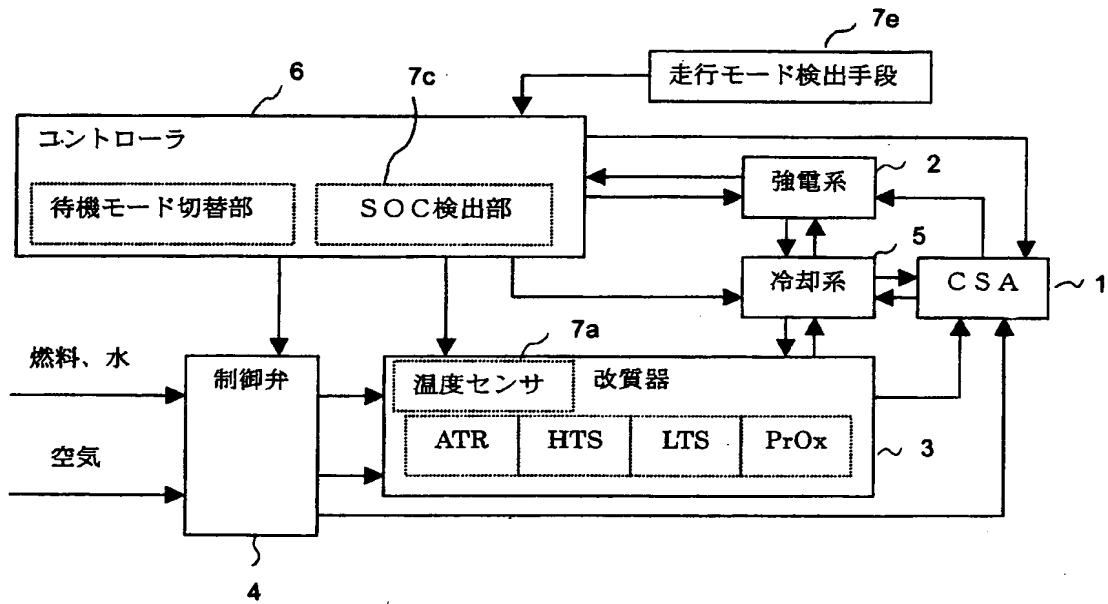 7e
走行モード検出手段
6
7c
コントローラ
待機モード切替部
SOC検出部
強電系
2
冷却系
5
CSA
1
7a
燃料、水
制御弁
温度センサ
改質器
ATR
HTS
LTS
PrOx
3
空気
4